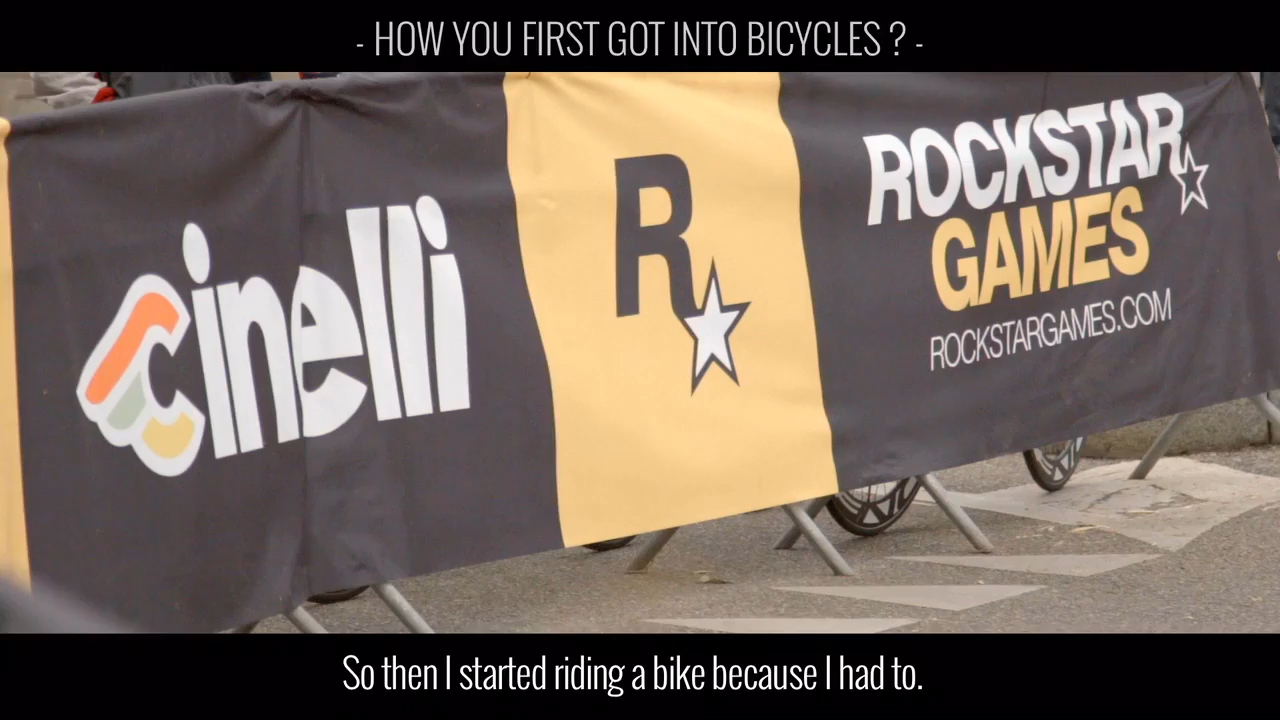 - HOW YOU FIRST GOT INTO BICYCLES ? -
cinelli
R
ROCKSTAR
GAMES
ROCKSTARGAMES.COM
So then I started riding a bike because I had to.